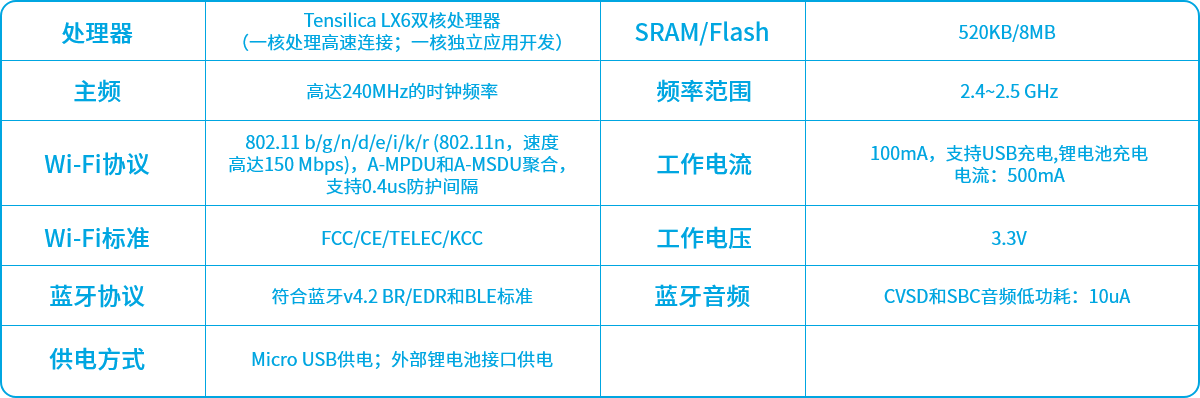 处理器
Tensilica LX6双核处理器
（一核处理高速连接；一核独立应用开发）
SRAM/Flash
520KB/8MB
主频
高达240MHz的时钟频率
频率范围
2.4~2.5 GHz
Wi-Fi协议
802.11 b/g/n/d/e/i/k/r (802.11n，速度
高达150 Mbps)，A-MPDU和A-MSDU聚合，
支持0.4us防护间隔
工作电流
100mA，支持USB充电,锂电池充电
电流：500mA
Wi-Fi标准
FCC/CE/TELEC/KCC
工作电压
3.3V
蓝牙协议
符合蓝牙v4.2 BR/EDR和BLE标准
蓝牙音频
CVSD和SBC音频低功耗：10uA
供电方式
Micro USB供电；外部锂电池接口供电